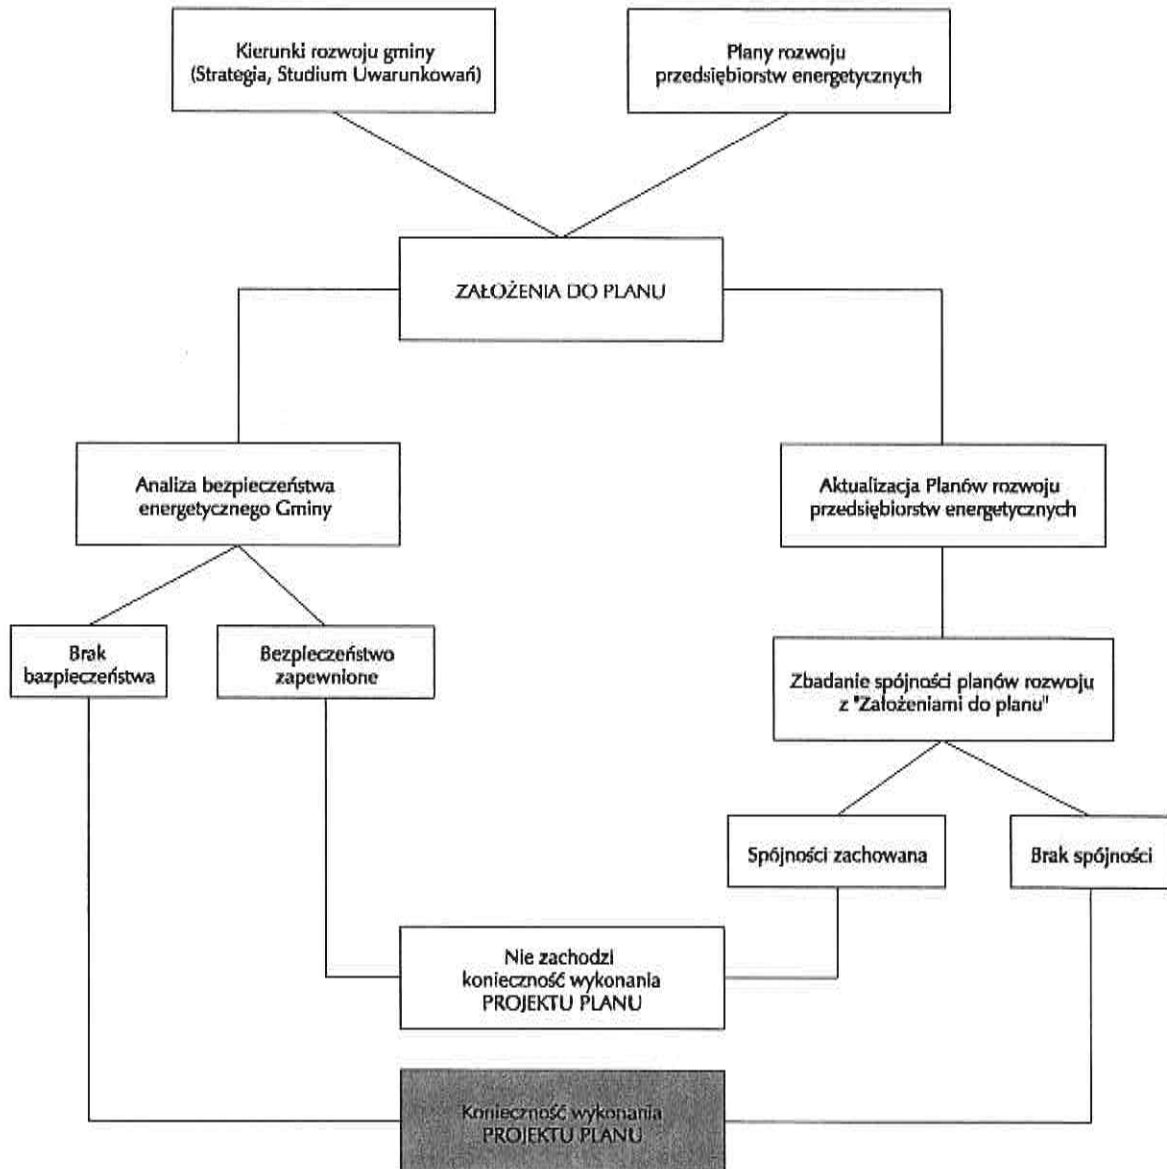 Kierunki rozwoju gminy
(Strategia, Studium Uwarunkowań)
Plany rozwoju
przedsiębiorstw energetycznych
ZAŁOŻENIA DO PLANU
Analiza bezpieczeństwa
energetycznego Gminy
Aktualizacja Planów rozwoju
przedsiębiorstw energetycznych
Brak
bazpieczeństwa
Bezpieczeństwo
zapewnione
Zbadanie spójności planów rozwoju
z "Założeniami do planu"
Spójności zachowana
Brak spójności
Nie zachodzi
konieczność wykonania
PROJEKTU PLANU
Konieczność wykonania
PROJEKTU PLANU